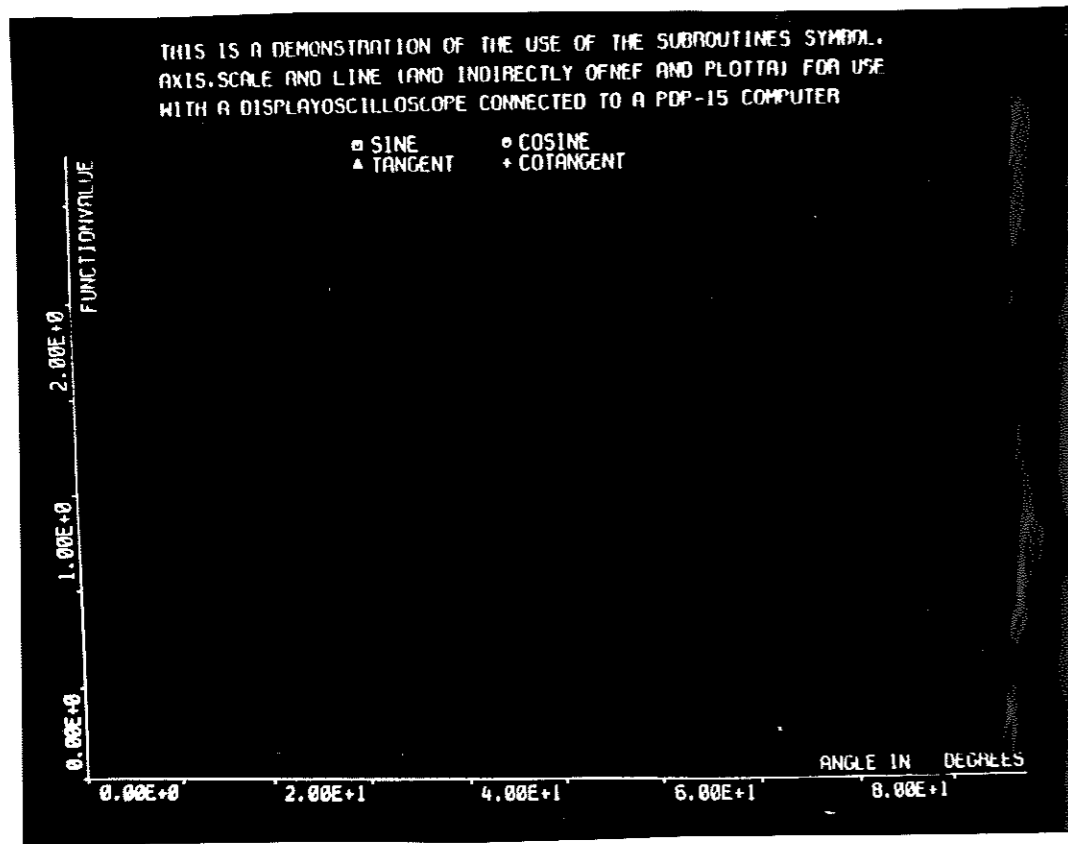 THIS IS A DEMONSTRATION OF THE USE OF THE SUBROUTINES SYMBOL.
AXIS.SCALE AND LINE (AND INDIRECTLY OFNEF AND PLOTTA) FOR USE
WITH A DISPLAYOSCILLOSCOPE CONNECTED TO A PDP-15 COMPUTER
SINE COSINE
TANGENT + COTANGENT
FUNCTIONVALUE
2.00E+0
1.00E+0
0.00E+0
ANGLE IN DEGREES
0.00E+0 2.00E+1 4.00E+1 6.00E+1 8.00E+1